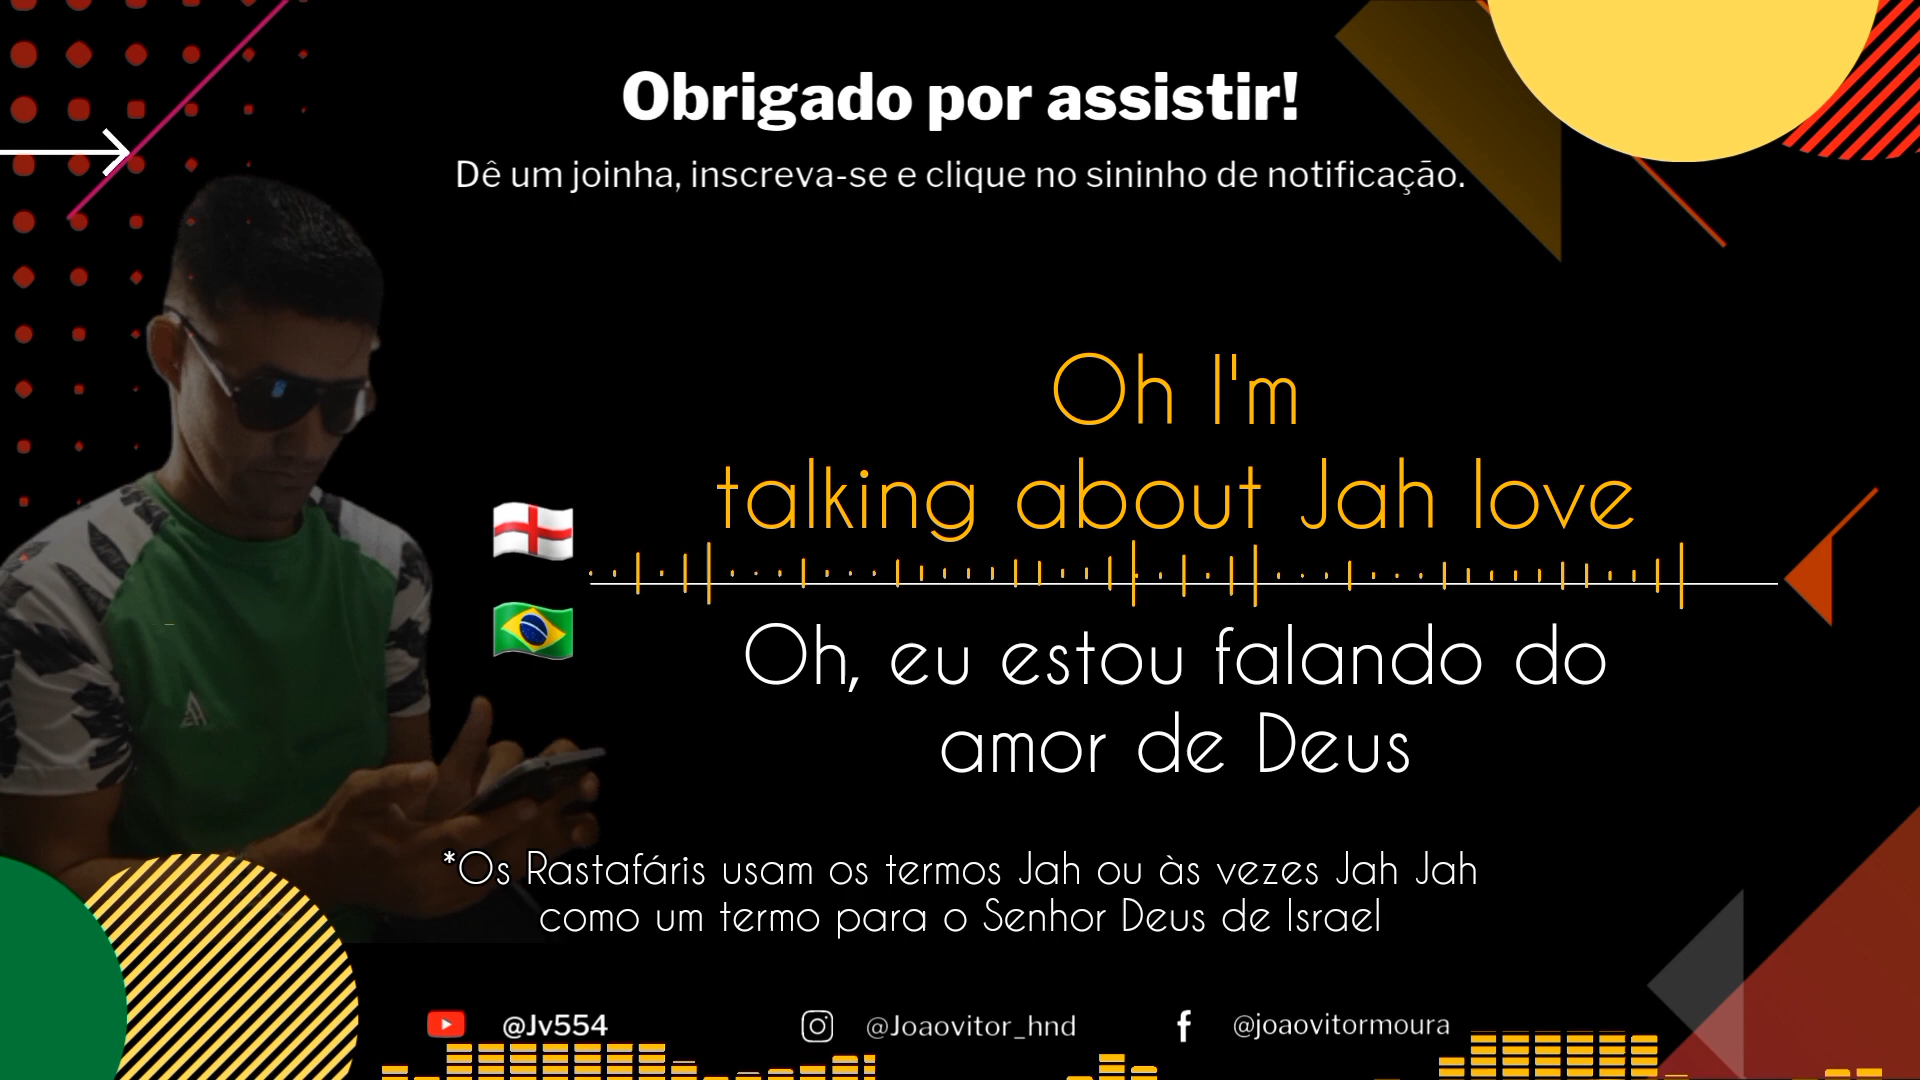 Obrigado por assistir!
Dê um joinha, inscreva-se e clique no sininho de notificação.
Oh I'm
talking about Jah love
Oh, eu estou falando do
amor de Deus
*Os Rastafáris usam os termos Jah ou às vezes Jah Jah
como um termo para o Senhor Deus de Israel
@Jv554
@Joaovitor_hnd
@joaovitormoura